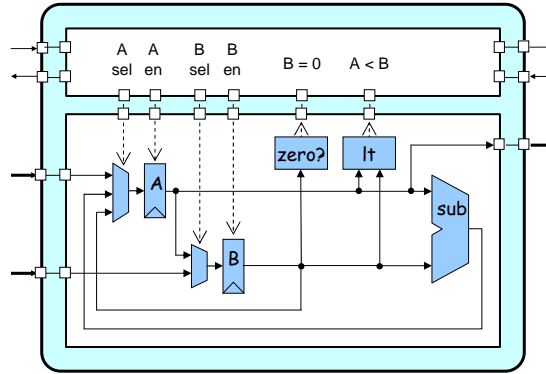 A A B B
sel en sel en B = 0 A < B
zero? lt
A
sub
B